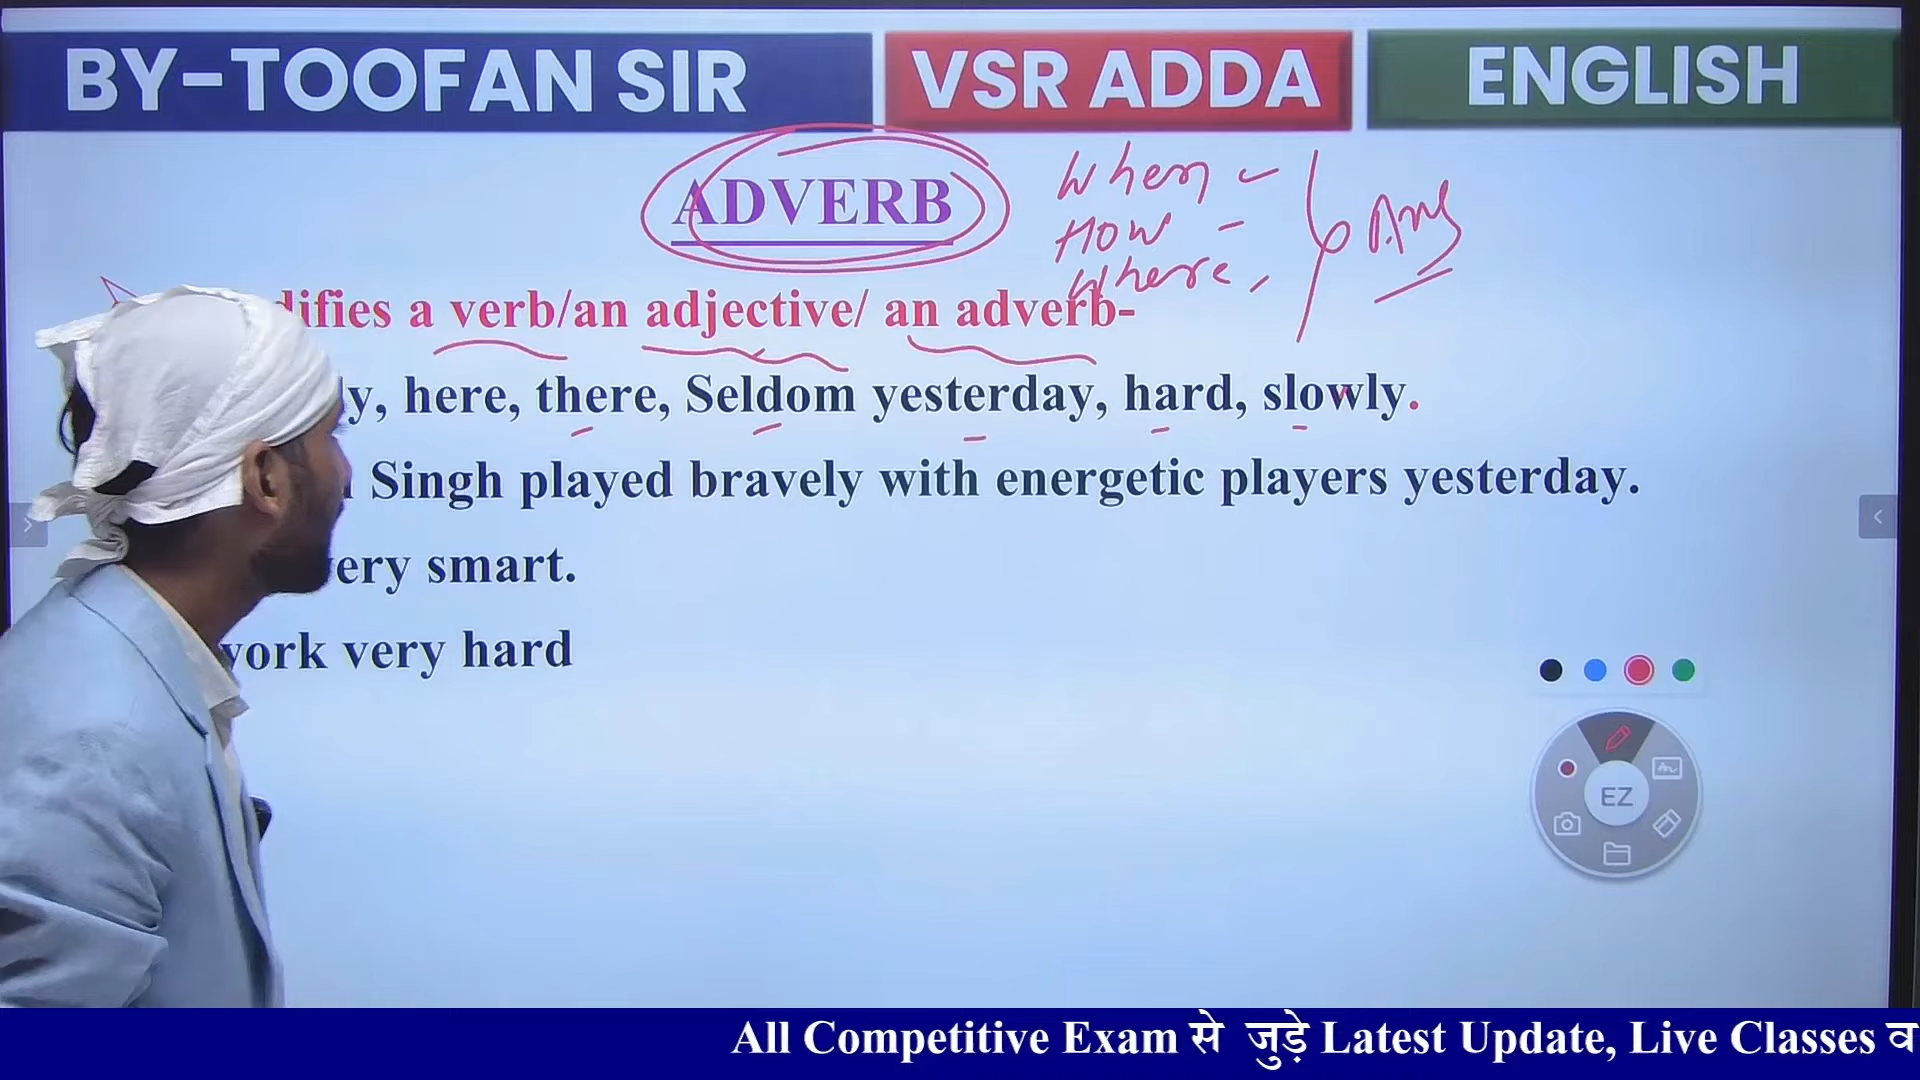 BY-TOOFAN SIR
VSR ADDA
ENGLISH
ADVERB
When -
How -
Where,
Ans
difies a verb/an adjective/ an adverb-
y, here, there, Seldom yesterday, hard, slowly.
Singh played bravely with energetic players yesterday.
ery smart.
work very hard
EZ
All Competitive Exam से जुड़े Latest Update, Live Classes व